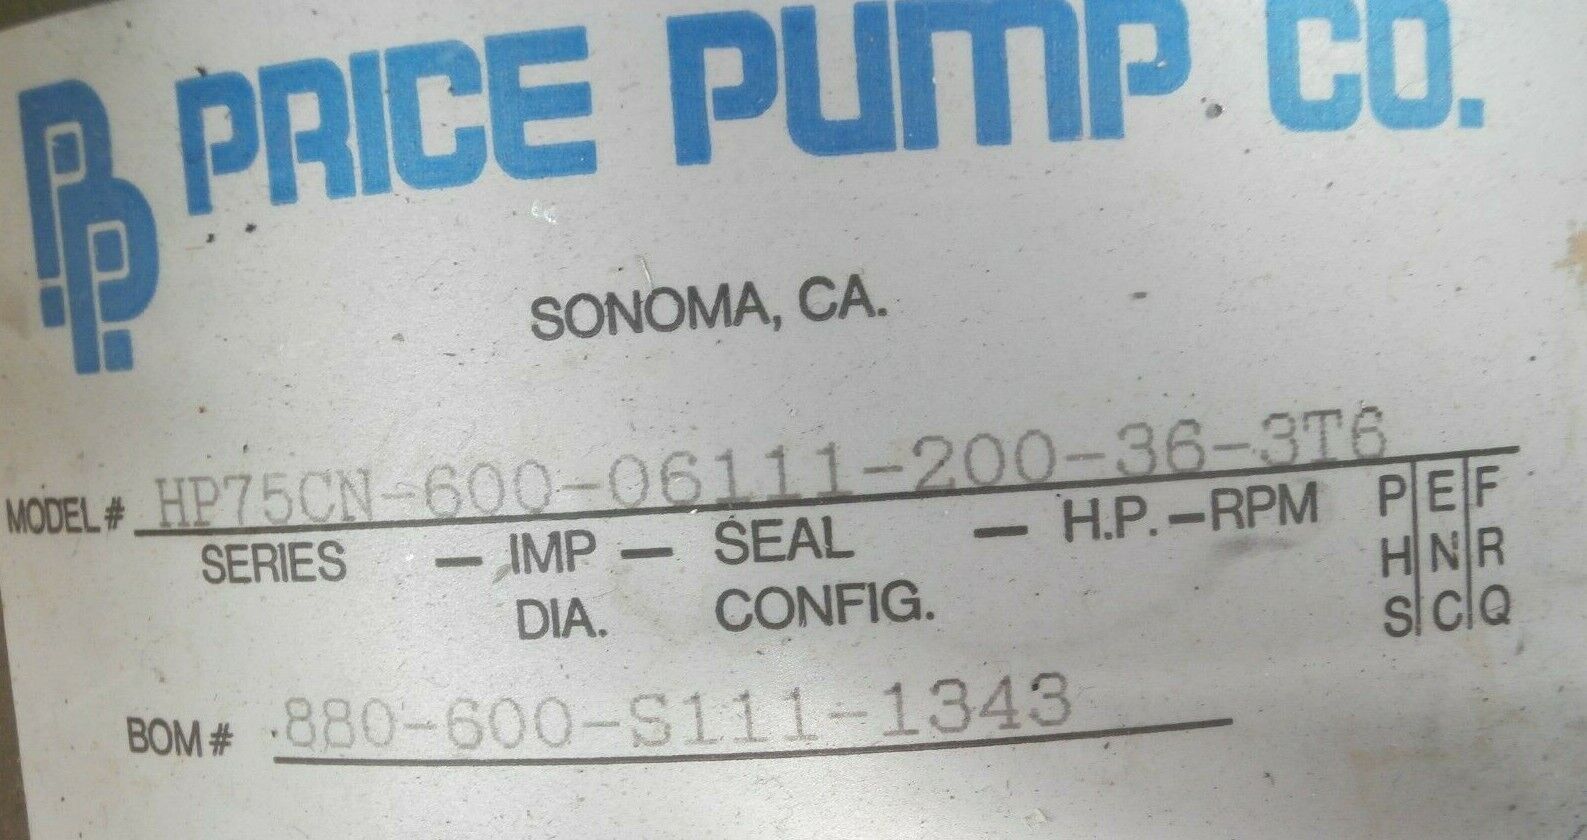 PP PRICE PUMP CO.
SONOMA, CA.
MODEL# HP75CN-600-06111-200-36-3T6
SERIES – IMP – SEAL – H.P. – RPM P|E|F
DIA. CONFIG. H|N|R
S|C|Q
BOM# 880-600-S111-1343